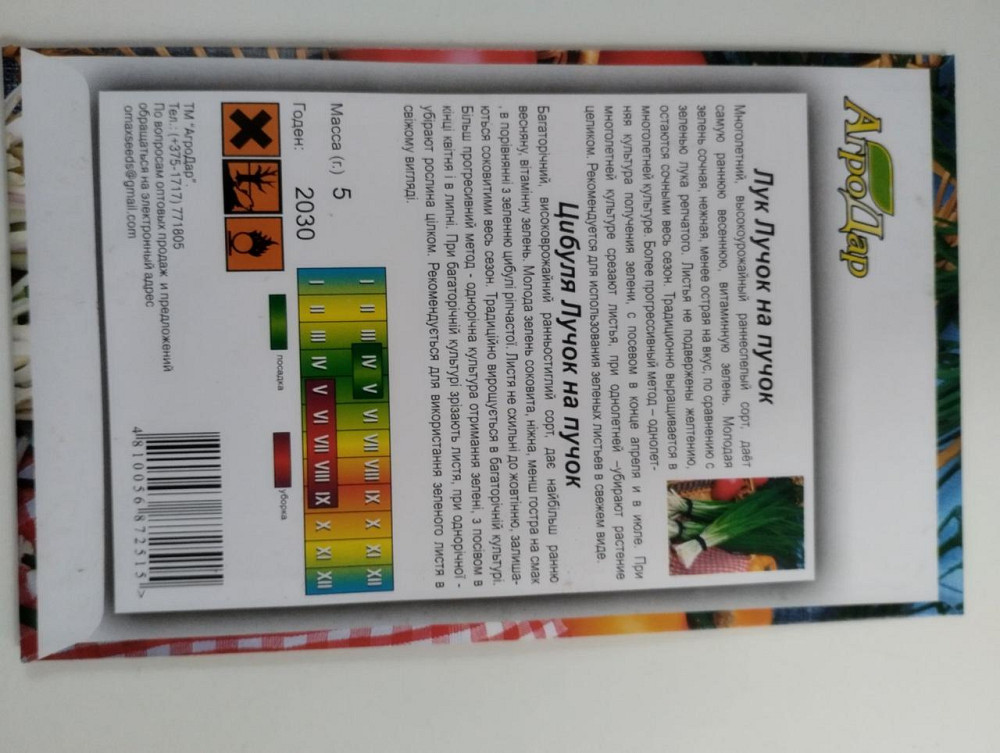 АгроДар
Лук Лучок на пучок
Многолетний, высокоурожайный раннеспелый сорт, даёт
самую раннюю весеннюю, витаминную зелень. Молодая
зелень сочная, нежная, менее острая на вкус, по сравнению с
зеленью лука репчатого. Листья не подвержены желтению,
остаются сочными весь сезон. Традиционно выращивается в
многолетней культуре. Более прогрессивный метод – однолет-
няя культура получения зелени, с посевом в конце апреля и в июле. При
многолетней культуре срезают листья, при однолетней –убирают растение
целиком. Рекомендуется для использования зеленых листьев в свежем виде.
Цибуля Лучок на пучок
Багаторічний, високоврожайний ранньостиглий сорт, дає найбільш ранню
весняну, вітамінну зелень. Молода зелень соковита, ніжна, менш гостра на смак
, в порівнянні з зеленню цибулі ріпчастої. Листя не схильні до жовтінню, залиша-
ються соковитими весь сезон. Традиційно вирощується в багаторічній культурі.
Більш прогресивний метод - однорічна культура отримання зелені, з посівом в
кінці квітня і в липні. При багаторічній культурі зрізають листя, при однорічної -
убірают рослина цілком. Рекомендується для використання зеленого листя в
свіжому вигляді.
Масса (г.) 5
Годен: 2030
I II III IV V VI VII VIII IX X XI XII
I II III IV V VI VII VIII IX X XI XII
посадка
уборка
ТМ "АгроДар".
Тел.: (+375-1717) 771805
По вопросам оптовых продаж и предложений
обращаться на электронный адрес
omaxseeds@gmail.com
4 810056 872515 >